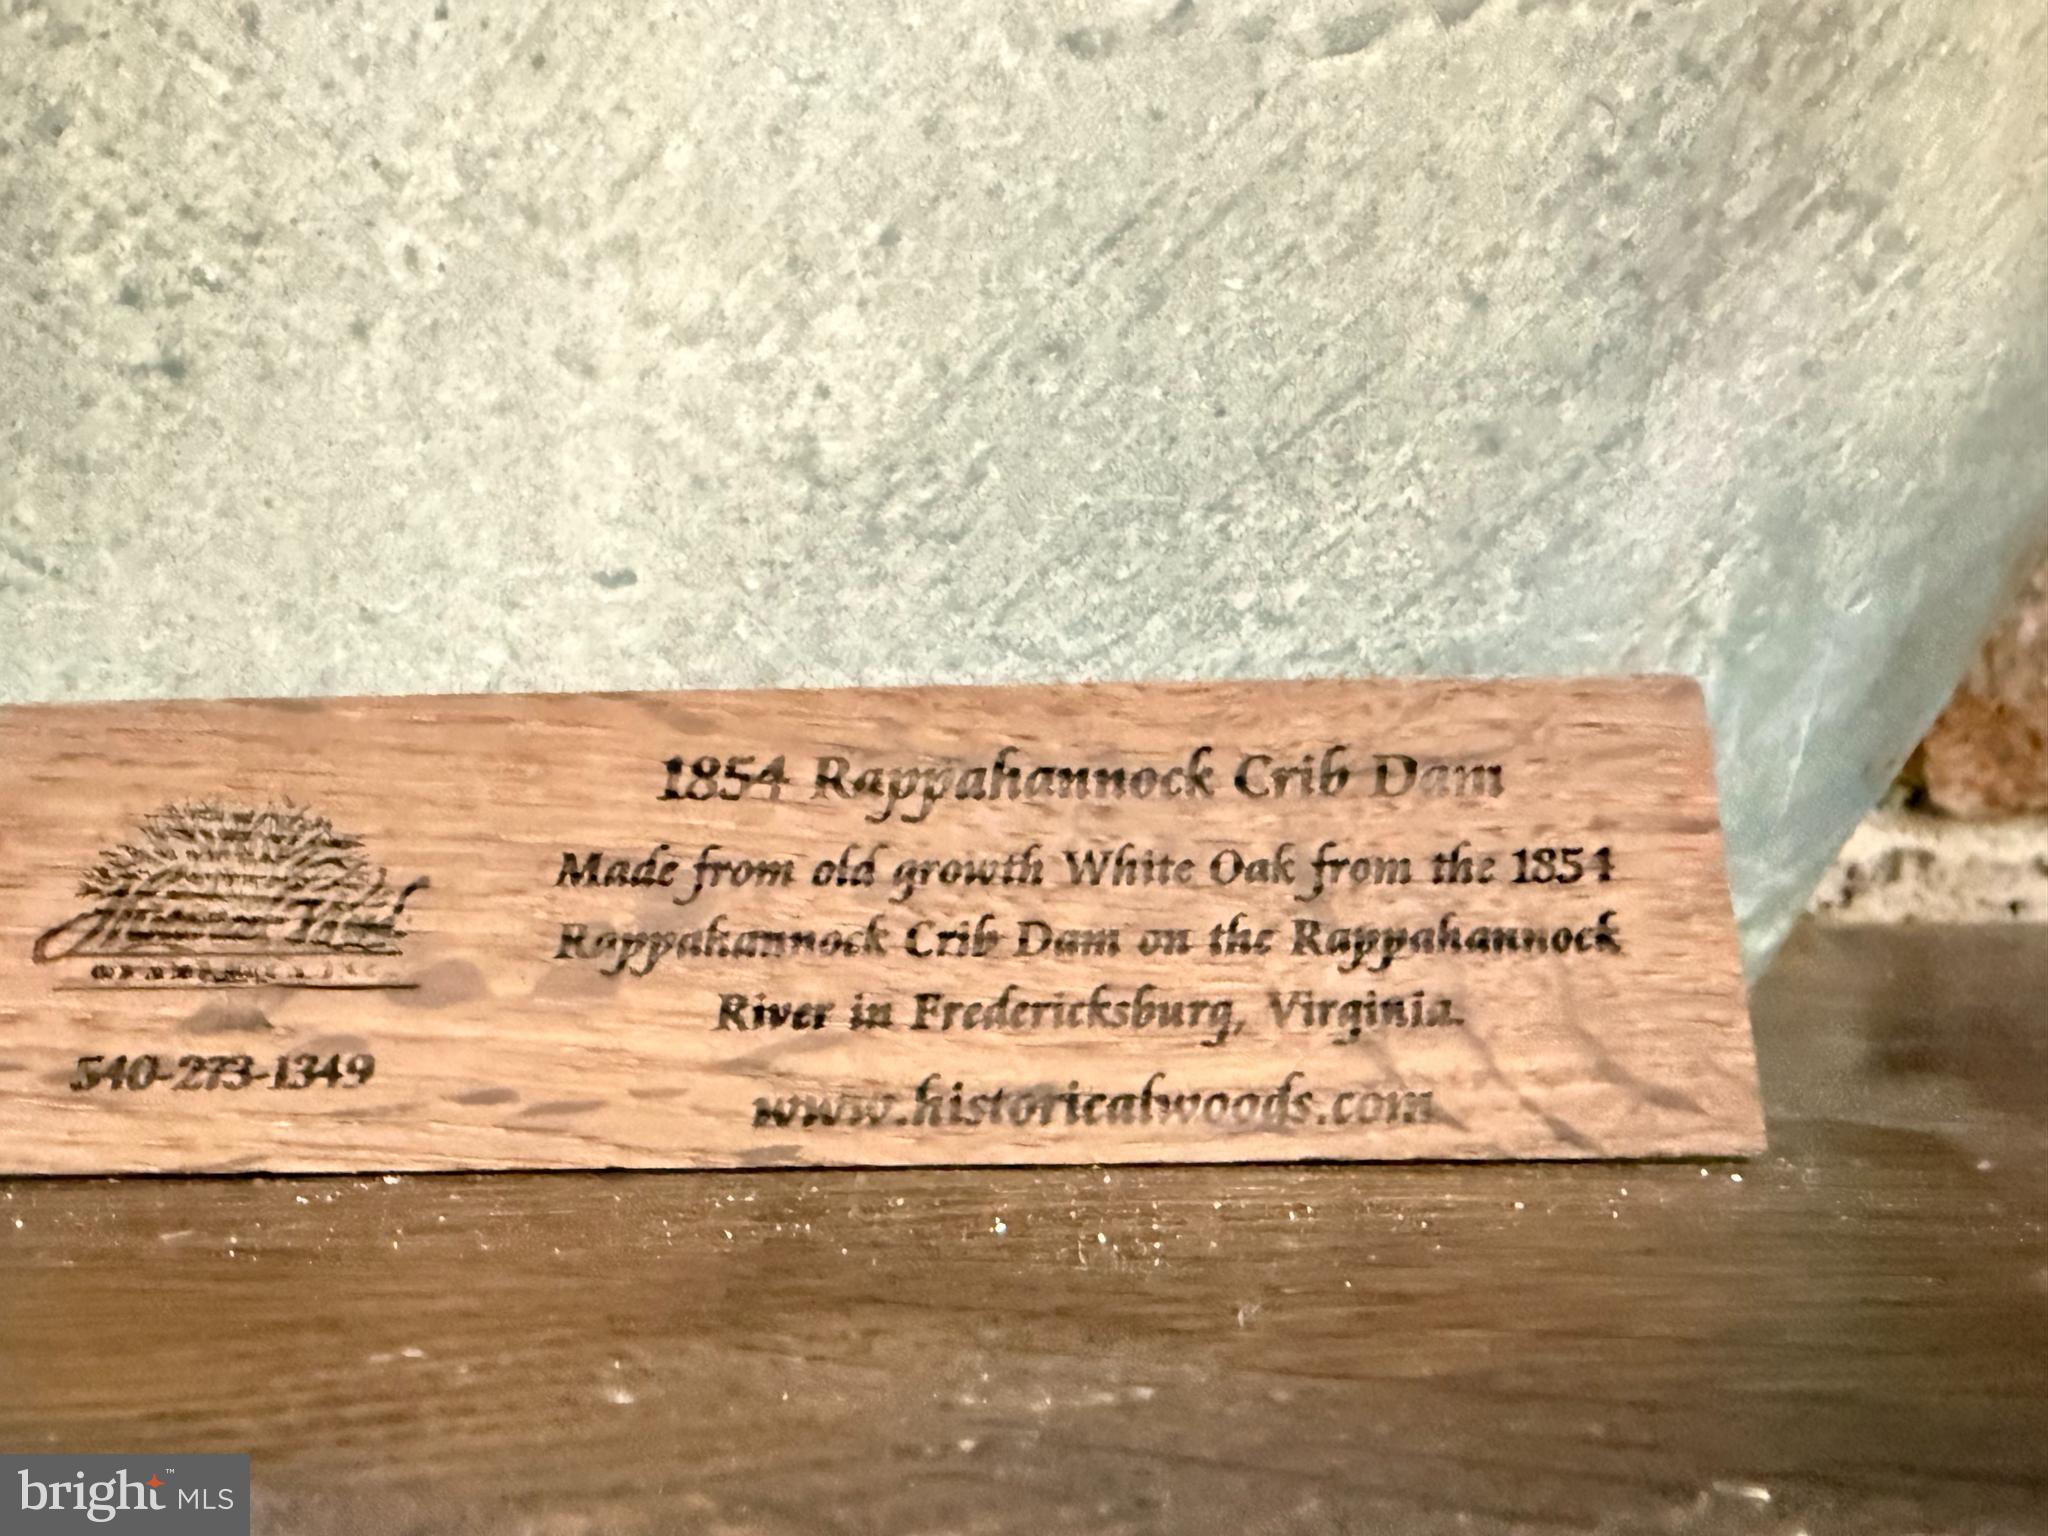 1854 Rappahannock Crib Dam
Made from old growth White Oak from the 1854
Rappahannock Crib Dam on the Rappahannock
River in Fredericksburg, Virginia.
www.historicalwoods.com
540-273-1349
bright™ MLS